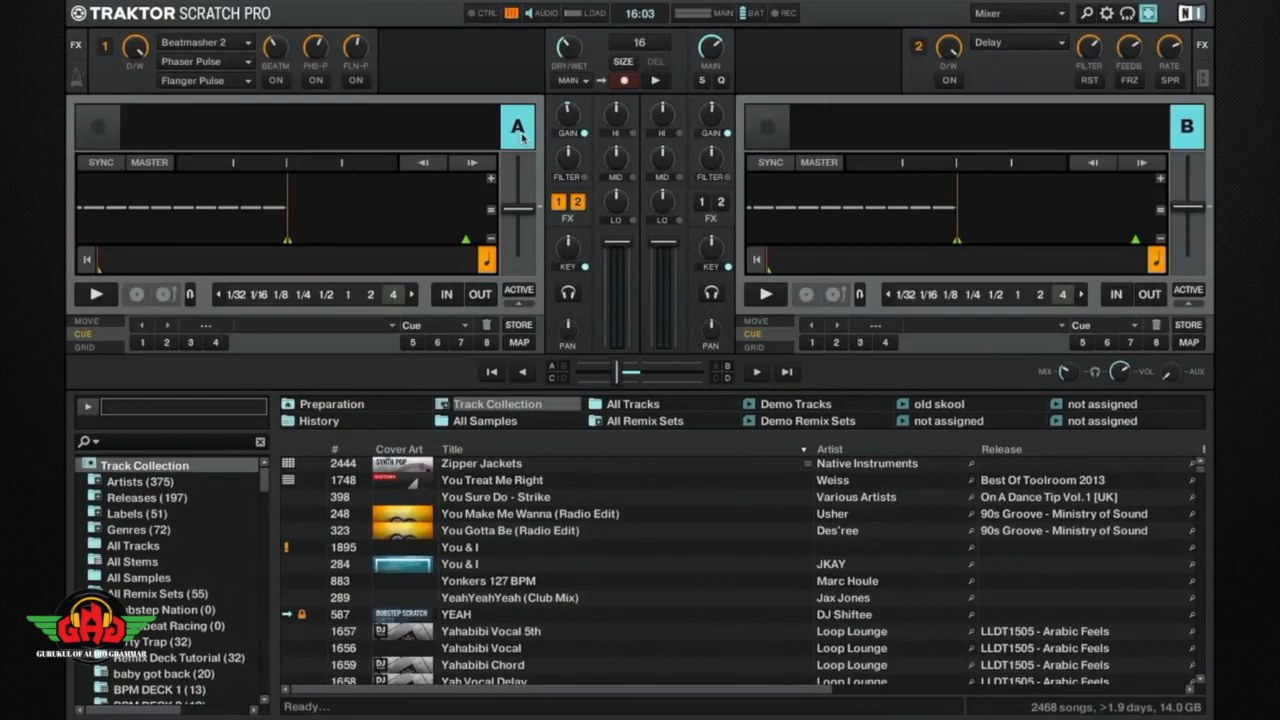 TRAKTOR SCRATCH PRO
CTRL AUDIO LOAD 16:03 MAIN BAT REC
Mixer
FX 1 D/W
Beatmasher 2
Phaser Pulse
Flanger Pulse
BEATM PHS-P FLN-P
ON ON ON
DRY/WET 16 MAIN
SIZE DEL
MAIN S Q
2 D/W Delay FILTER FEEDB RATE FX
ON RST FRZ SPR
A
SYNC MASTER
GAIN HI HI GAIN
FILTER MID MID FILTER
1 2 FX LO LO 1 2 FX
KEY KEY
PAN PAN
B
SYNC MASTER
1/32 1/16 1/8 1/4 1/2 1 2 4 IN OUT ACTIVE
1/32 1/16 1/8 1/4 1/2 1 2 4 IN OUT ACTIVE
MOVE
CUE
GRID
--- Cue STORE
1 2 3 4 5 6 7 8 MAP
MOVE
CUE
GRID
--- Cue STORE
1 2 3 4 5 6 7 8 MAP
A B
C D
A B
C D
MIX VOL AUX
Preparation Track Collection All Tracks Demo Tracks old skool not assigned
History All Samples All Remix Sets Demo Remix Sets not assigned not assigned
Track Collection
Artists (375)
Releases (197)
Labels (51)
Genres (72)
All Tracks
All Stems
All Samples
All Remix Sets (55)
Remix Deck Tutorial (32)
baby got back (20)
BPM DECK 1 (13)
# Cover Art Title Artist Release
2444 Zipper Jackets Native Instruments
1748 You Treat Me Right Weiss Best Of Toolroom 2013
398 You Sure Do - Strike Various Artists On A Dance Tip Vol.1 [UK]
248 You Make Me Wanna (Radio Edit) Usher 90s Groove - Ministry of Sound
323 You Gotta Be (Radio Edit) Des'ree 90s Groove - Ministry of Sound
1895 You & I
284 You & I JKAY
883 Yonkers 127 BPM Marc Houle
289 YeahYeahYeah (Club Mix) Jax Jones
587 YEAH DJ Shiftee
1657 Yahabibi Vocal 5th Loop Lounge LLDT1505 - Arabic Feels
1656 Yahabibi Vocal Loop Lounge LLDT1505 - Arabic Feels
1659 Yahabibi Chord Loop Lounge LLDT1505 - Arabic Feels
1658 Yah Vocal Delay Loop Lounge LLDT1505 - Arabic Feels
Ready... 2468 songs, >1.9 days, 14.0 GB
GAG
GURUKUL OF AUDIO GRAMMAR